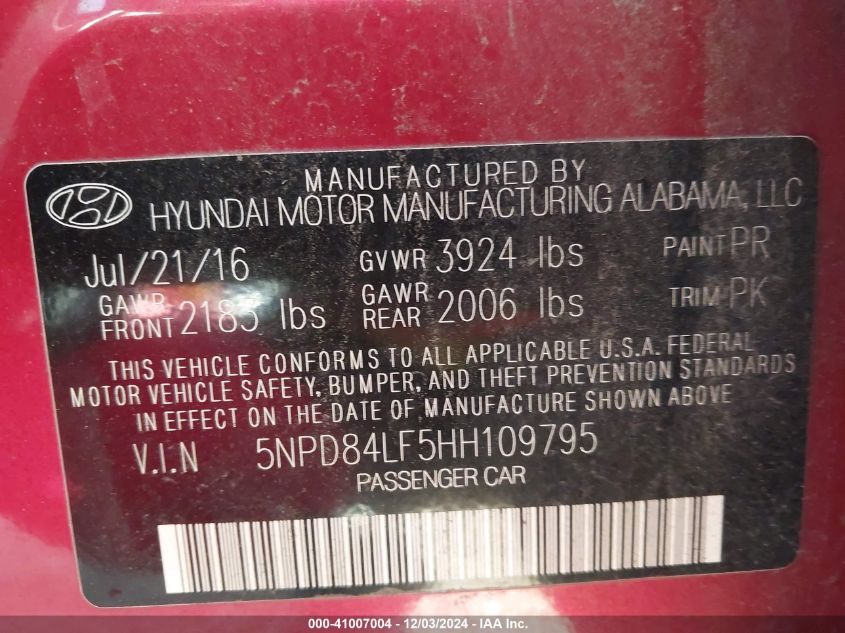 MANUFACTURED BY
HYUNDAI MOTOR MANUFACTURING ALABAMA, LLC
Jul/21/16 GVWR 3924 lbs PAINT PR
GAWR FRONT 2183 lbs GAWR REAR 2006 lbs TRIM PK
THIS VEHICLE CONFORMS TO ALL APPLICABLE U.S.A. FEDERAL
MOTOR VEHICLE SAFETY, BUMPER, AND THEFT PREVENTION STANDARDS
IN EFFECT ON THE DATE OF MANUFACTURE SHOWN ABOVE
V.I.N 5NPD84LF5HH109795
PASSENGER CAR
000-41007004 - 12/03/2024 - IAA Inc.